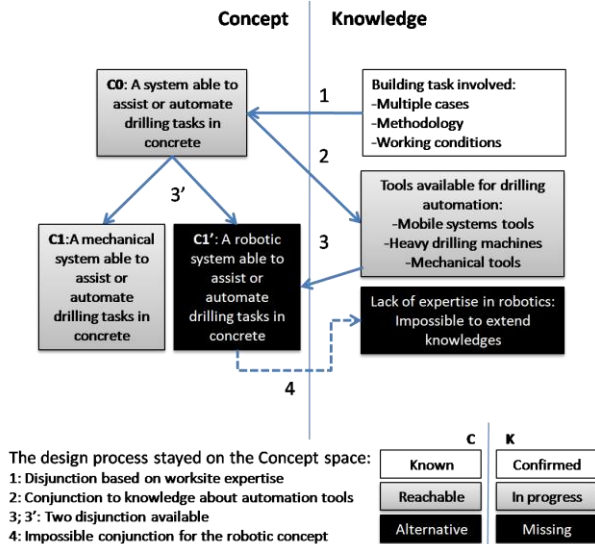 Concept
Knowledge
C0: A system able to
assist or automate
drilling tasks in
concrete
1
Building task involved:
-Multiple cases
-Methodology
-Working conditions
2
3'
3
Tools available for drilling
automation:
-Mobile systems tools
-Heavy drilling machines
-Mechanical tools
C1:A mechanical
system able to
assist or
automate
drilling tasks in
concrete
C1': A robotic
system able to
assist or
automate
drilling tasks in
concrete
Lack of expertise in robotics:
Impossible to extend
knowledges
4
The design process stayed on the Concept space:
1: Disjunction based on worksite expertise
2: Conjunction to knowledge about automation tools
3; 3': Two disjunction available
4: Impossible conjunction for the robotic concept
C K
Known Confirmed
Reachable In progress
Alternative Missing